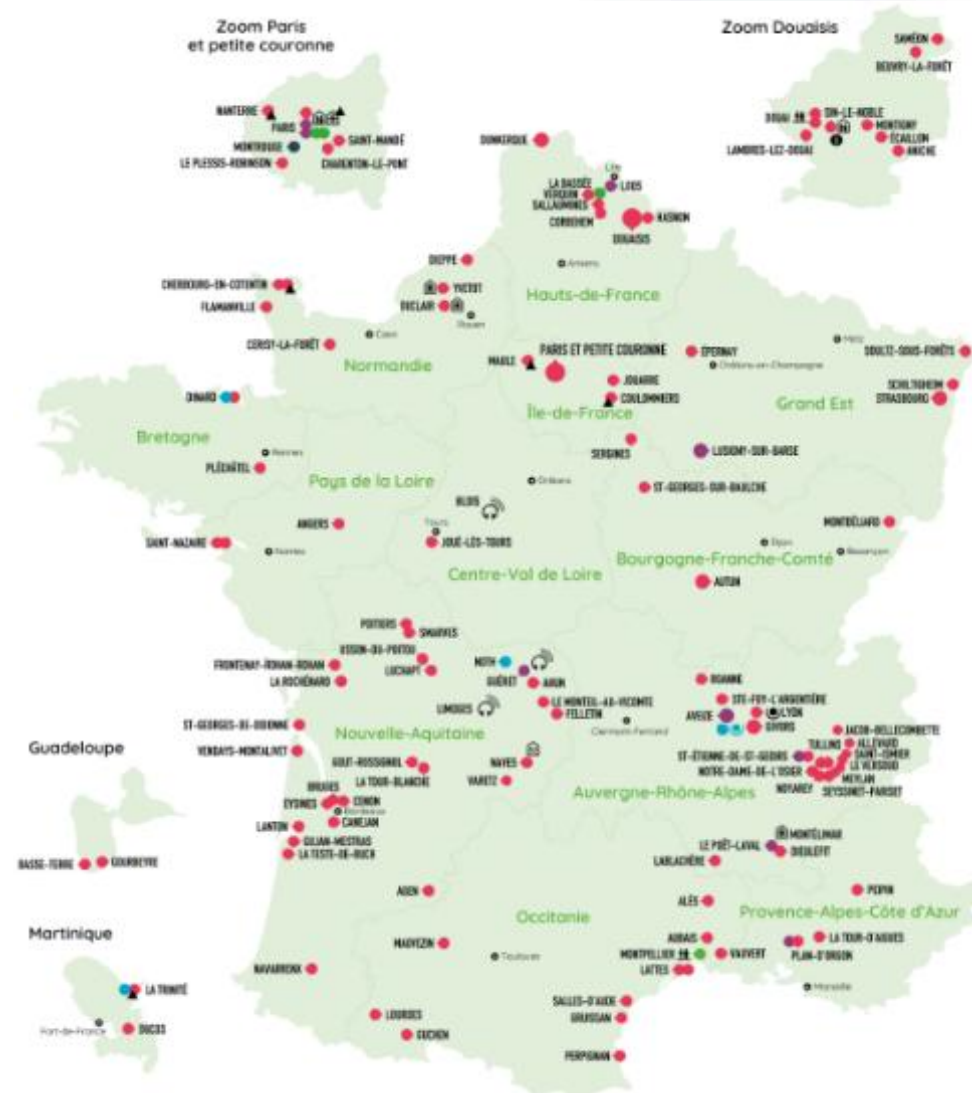 Zoom Paris
et petite couronne
Zoom Douaisis
SAMÉON
BEUVRY-LA-FORÊT
NANTERRE
PARIS
MONTROUGE
LE PLESSIS-ROBINSON
SAINT-MANDÉ
CHARENTON-LE-PONT
SIN-LE-NOBLE
DOUAI
MONTIGNY
LAMBRES-LEZ-DOUAI
ÉCAILLON
ANICHE
DUNKERQUE
Lille
LA BASSÉE
LOOS
VERQUIN
SALLAUMINES
CORBEHEM
HASNON
DOUAISIS
DIEPPE
Amiens
CHERBOURG-EN-COTENTIN
YVETOT
Hauts-de-France
FLAMANVILLE
DUCLAIR
Rouen
Caen
CERISY-LA-FORÊT
Normandie
MAULE
PARIS ET PETITE COURONNE
ÉPERNAY
Metz
SOULTZ-SOUS-FORÊTS
Châlons-en-Champagne
JOUARRE
SCHILTIGHEIM
DINARD
COULOMMIERS
STRASBOURG
Île-de-France
Grand Est
Bretagne
SERGINES
LUSIGNY-SUR-BARSE
Rennes
PLÉCHÂTEL
Pays de la Loire
Orléans
ST-GEORGES-SUR-BAULCHE
BLOIS
ANGERS
Tours
MONTBÉLIARD
SAINT-NAZAIRE
Nantes
JOUÉ-LÈS-TOURS
Dijon
Besançon
Bourgogne-Franche-Comté
Centre-Val de Loire
AUTUN
POITIERS
SMARVES
USSON-DU-POITOU
FRONTENAY-ROHAN-ROHAN
LUCHAPT
NOTH
GUÉRET
AHUN
LA ROCHÉNARD
ROANNE
LE MONTEIL-AU-VICOMTE
STE-FOY-L'ARGENTIÈRE
LIMOGES
FELLETIN
AVEIZE
LYON
GIVORS
ST-GEORGES-DE-DIDONNE
Clermont-Ferrand
JACOB-BELLECOMBETTE
Nouvelle-Aquitaine
ALLEVARD
Guadeloupe
VENDAYS-MONTALIVET
TULLINS
SAINT-ISMIER
GOUT-ROSSIGNOL
NAVES
ST-ÉTIENNE-DE-ST-GEOIRS
LE VERSOUD
LA TOUR-BLANCHE
NOTRE-DAME-DE-L'OSIER
MEYLAN
VARETZ
NOYAREY
SEYSSINET-PARISET
BRUGES
Auvergne-Rhône-Alpes
EYSINES
CENON
Bordeaux
LANTON
CANEJAN
GUJAN-MESTRAS
MONTÉLIMAR
LA TESTE-DE-BUCH
LE POËT-LAVAL
DIEULEFIT
BASSE-TERRE
GOURBEYRE
LABLACHÈRE
AGEN
PEIPIN
ALÈS
Occitanie
Provence-Alpes-Côte d'Azur
Martinique
AUBAIS
LA TOUR-D'AIGUES
MAUVEZIN
MONTPELLIER
VAUVERT
PLAN-D'ORGON
Toulouse
NAVARRENX
LATTES
LA TRINITÉ
Marseille
SALLES-D'AUDE
LOURDES
GRUISSAN
Fort-de-France
DUCOS
GUCHEN
PERPIGNAN